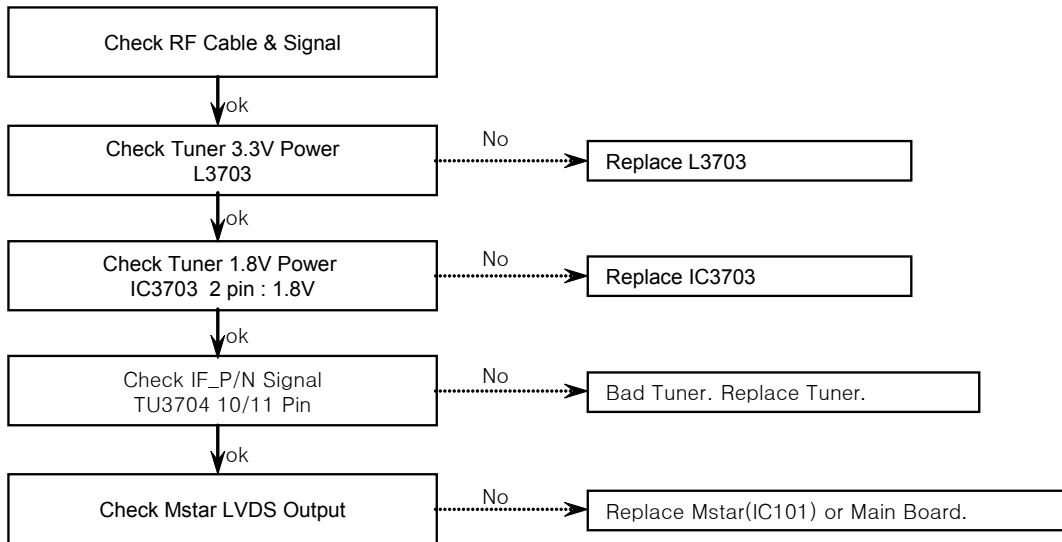 Check RF Cable & Signal
ok
Check Tuner 3.3V Power
L3703
No
Replace L3703
ok
Check Tuner 1.8V Power
IC3703 2 pin : 1.8V
No
Replace IC3703
ok
Check IF_P/N Signal
TU3704 10/11 Pin
No
Bad Tuner. Replace Tuner.
ok
Check Mstar LVDS Output
No
Replace Mstar(IC101) or Main Board.